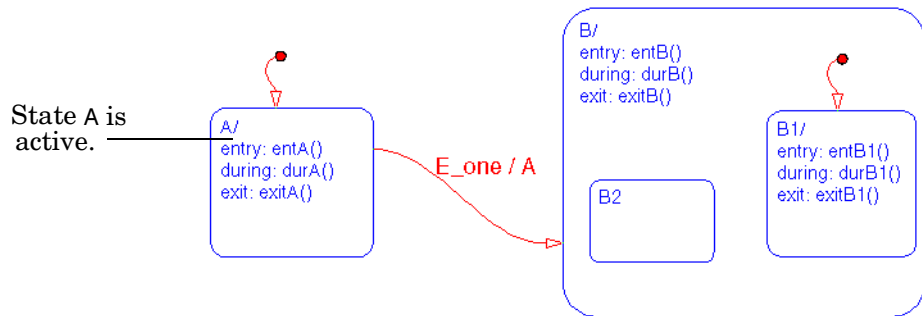 State A is
active.
A/
entry: entA()
during: durA()
exit: exitA()
E_one / A
B/
entry: entB()
during: durB()
exit: exitB()
B2
B1/
entry: entB1()
during: durB1()
exit: exitB1()